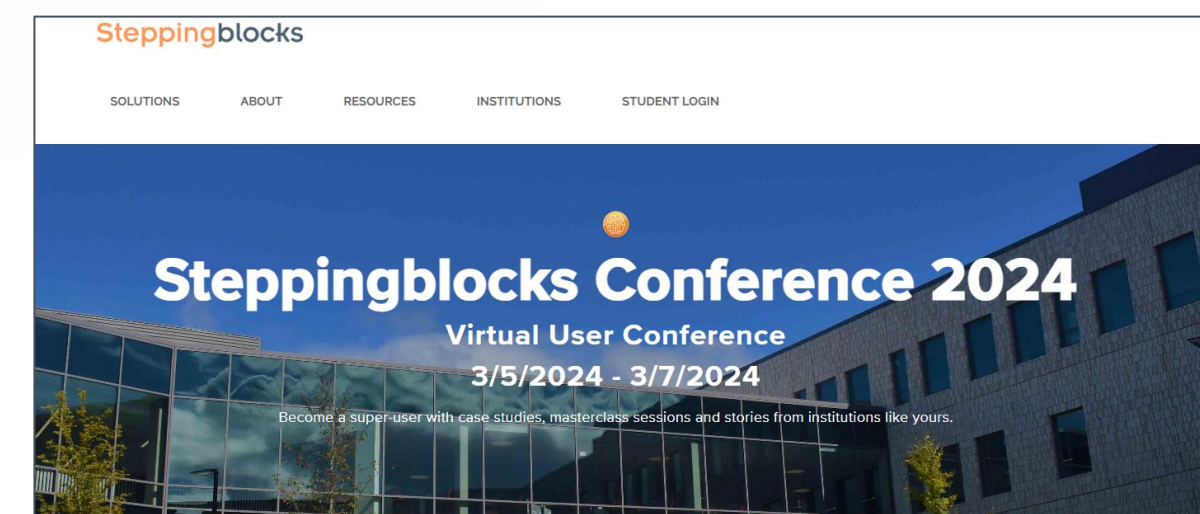 Steppingblocks
SOLUTIONS ABOUT RESOURCES INSTITUTIONS STUDENT LOGIN
Steppingblocks Conference 2024
Virtual User Conference
3/5/2024 - 3/7/2024
Become a super-user with case studies, masterclass sessions and stories from institutions like yours.